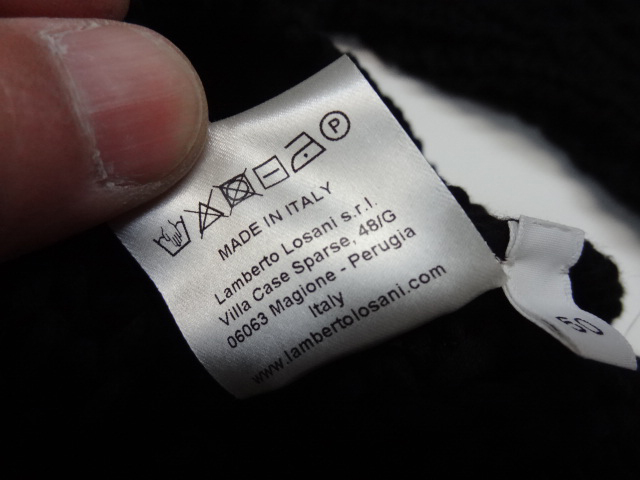 P
MADE IN ITALY
Lamberto Losani s.r.l.
Villa Case Sparse, 48/G
06063 Magione - Perugia
Italy
www.lambertolosani.com
50